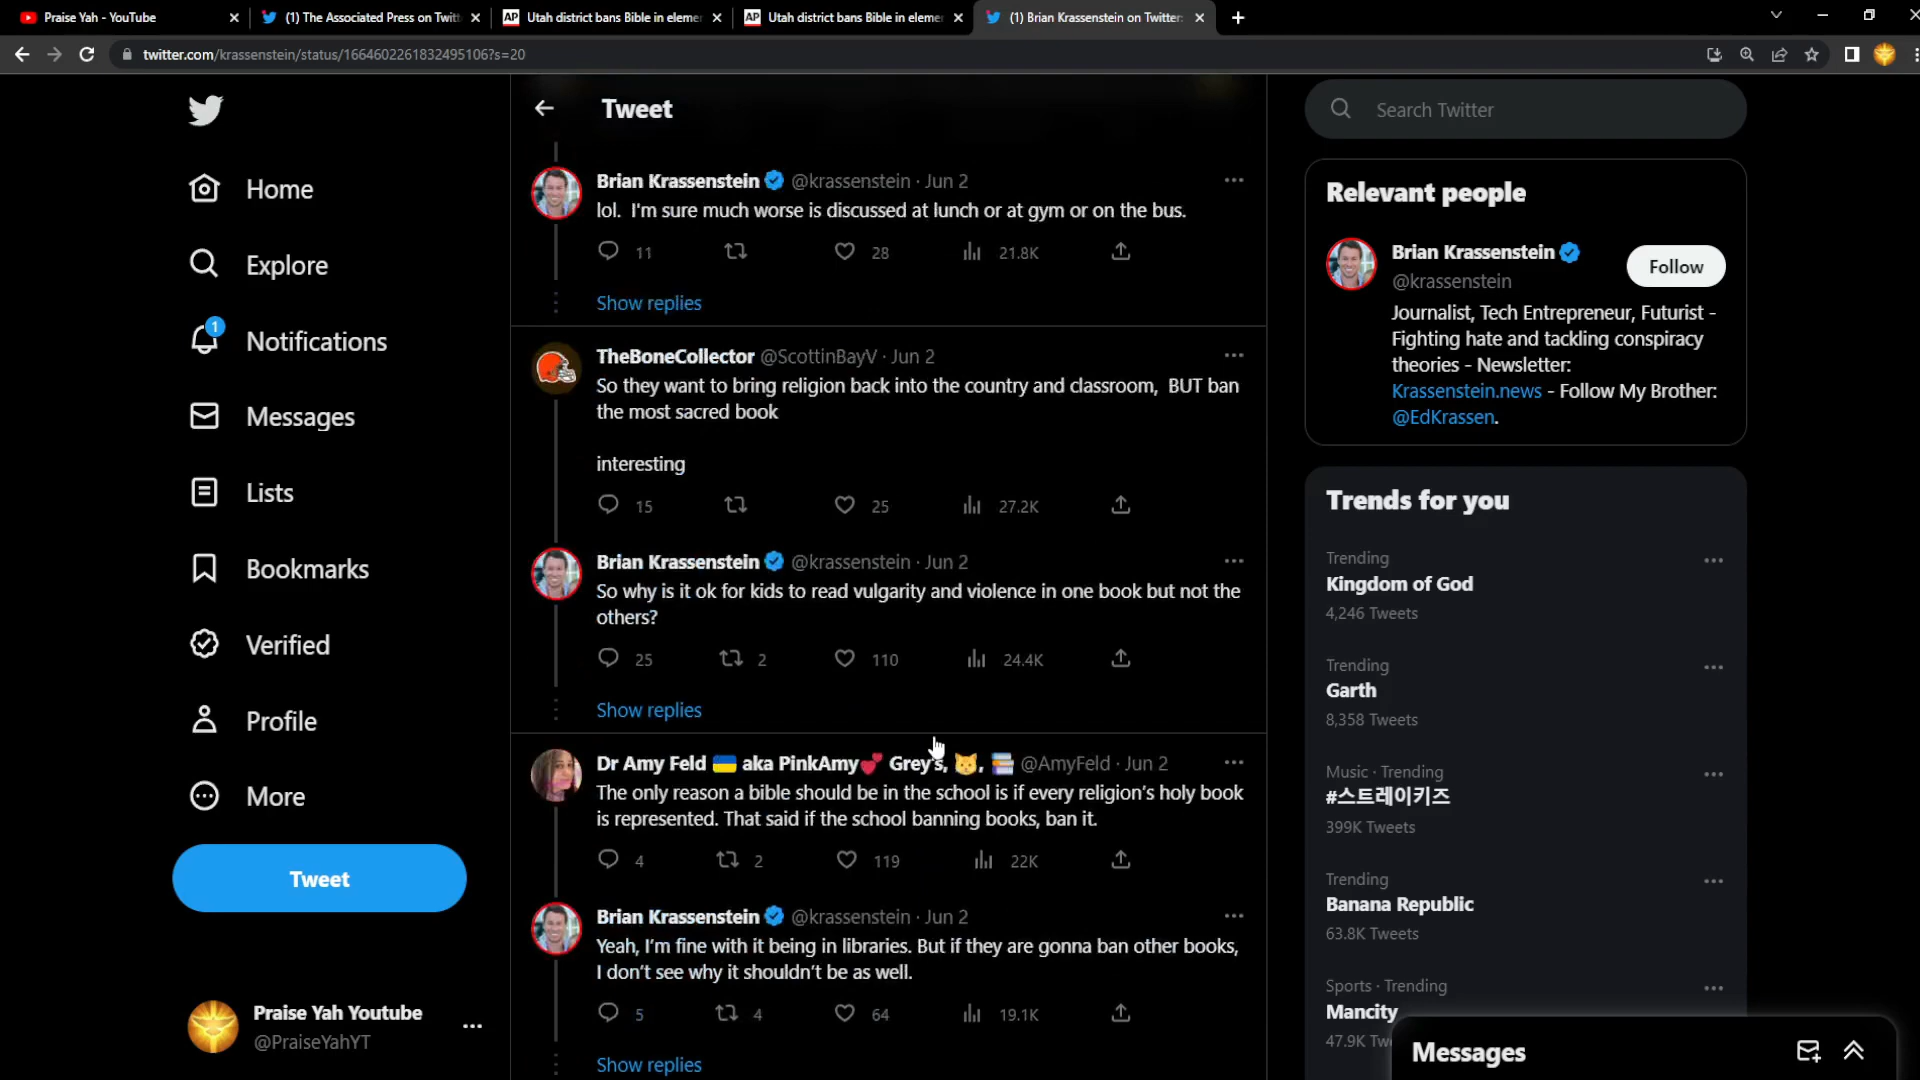 Praise Yah - YouTube
(1) The Associated Press on Twitt
Utah district bans Bible in eleme
Utah district bans Bible in eleme
(1) Brian Krassenstein on Twitter:
twitter.com/krassenstein/status/1664602261832495106?s=20
Home
Explore
1
Notifications
Messages
Lists
Bookmarks
Verified
Profile
More
Tweet
Praise Yah Youtube
@PraiseYahYT
Tweet
Brian Krassenstein @krassenstein · Jun 2
lol. I'm sure much worse is discussed at lunch or at gym or on the bus.
11 28 21.8K
Show replies
TheBoneCollector @ScottinBayV · Jun 2
So they want to bring religion back into the country and classroom, BUT ban
the most sacred book
interesting
15 25 27.2K
Brian Krassenstein @krassenstein · Jun 2
So why is it ok for kids to read vulgarity and violence in one book but not the
others?
25 2 110 24.4K
Show replies
Dr Amy Feld 🇺🇦 aka PinkAmy💕 Grey's, 🐱, 📚 @AmyFeld · Jun 2
The only reason a bible should be in the school is if every religion's holy book
is represented. That said if the school banning books, ban it.
4 2 119 22K
Brian Krassenstein @krassenstein · Jun 2
Yeah, I'm fine with it being in libraries. But if they are gonna ban other books,
I don't see why it shouldn't be as well.
5 4 64 19.1K
Show replies
Search Twitter
Relevant people
Brian Krassenstein
@krassenstein
Follow
Journalist, Tech Entrepreneur, Futurist -
Fighting hate and tackling conspiracy
theories - Newsletter:
Krassenstein.news - Follow My Brother:
@EdKrassen.
Trends for you
Trending
Kingdom of God
4,246 Tweets
Trending
Garth
8,358 Tweets
Music · Trending
#스트레이키즈
399K Tweets
Trending
Banana Republic
63.8K Tweets
Sports · Trending
Mancity
47.9K Tw
Messages